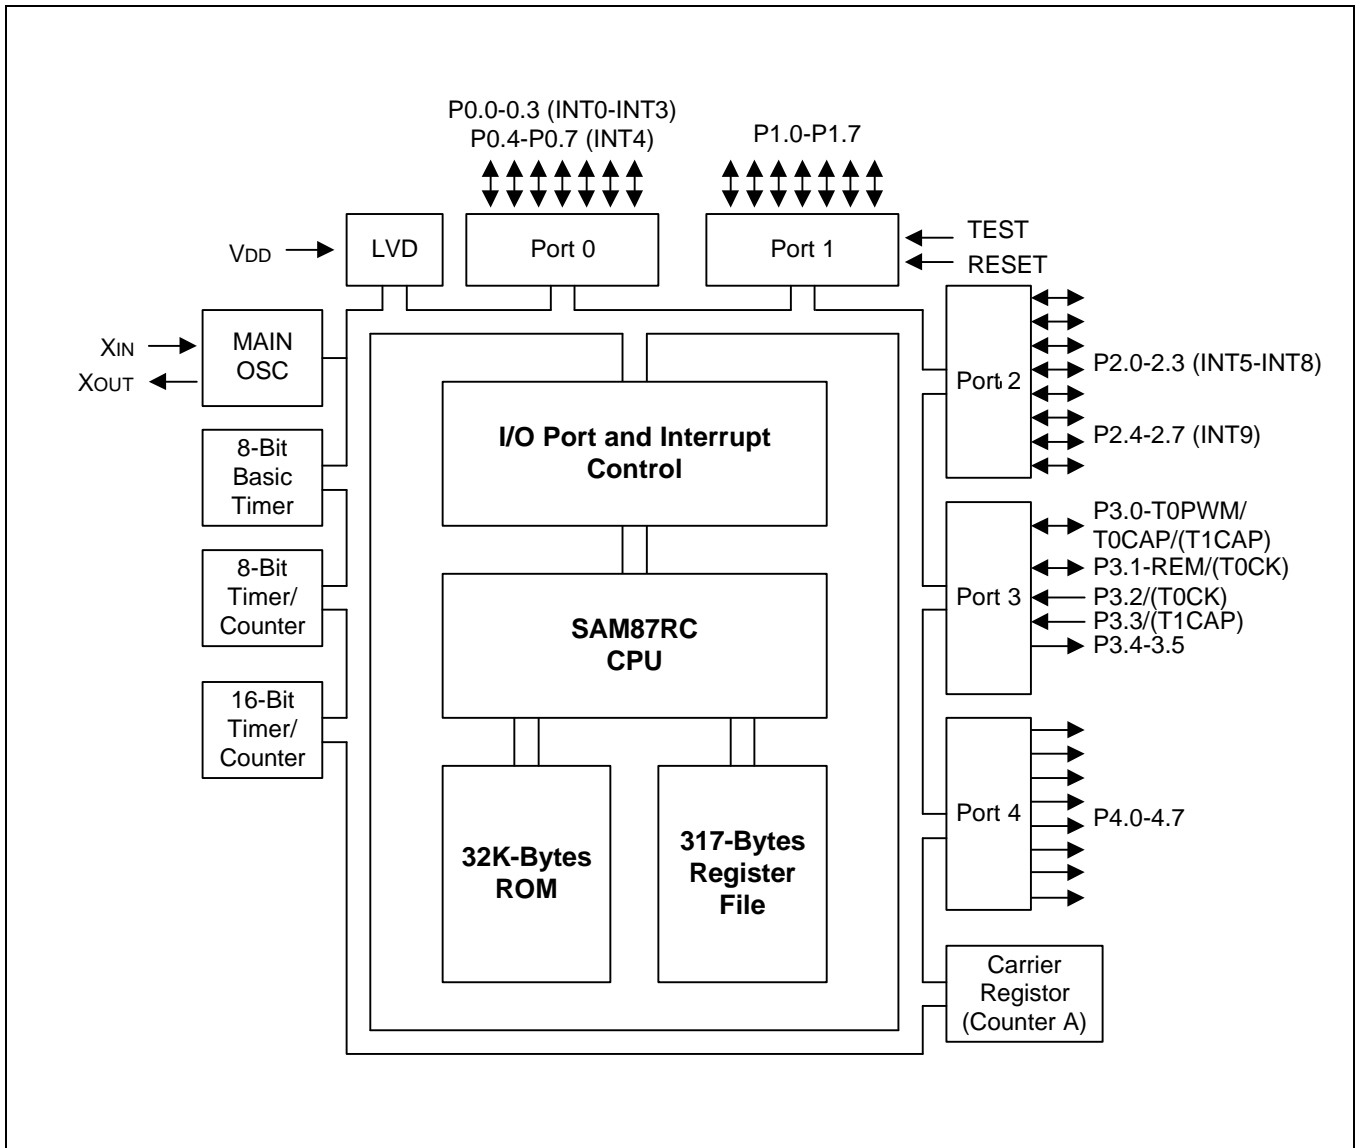 P0.0-0.3 (INT0-INT3)
P0.4-P0.7 (INT4)
P1.0-P1.7
VDD
LVD
Port 0
Port 1
TEST
RESET
XIN
XOUT
MAIN
OSC
Port 2
P2.0-2.3 (INT5-INT8)
P2.4-2.7 (INT9)
8-Bit
Basic
Timer
I/O Port and Interrupt
Control
8-Bit
Timer/
Counter
SAM87RC
CPU
Port 3
P3.0-T0PWM/
T0CAP/(T1CAP)
P3.1-REM/(T0CK)
P3.2/(T0CK)
P3.3/(T1CAP)
P3.4-3.5
16-Bit
Timer/
Counter
32K-Bytes
ROM
317-Bytes
Register
File
Port 4
P4.0-4.7
Carrier
Registor
(Counter A)